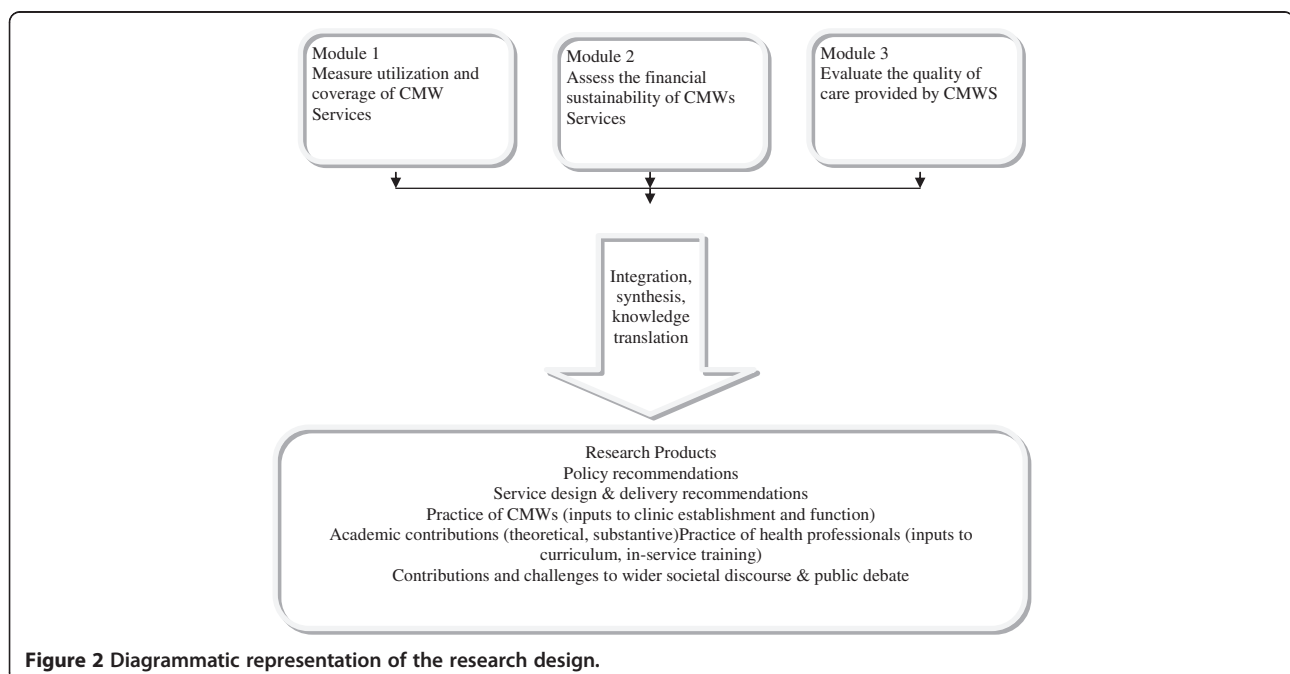 Module 1
Measure utilization and
coverage of CMW
Services
Module 2
Assess the financial
sustainability of CMWs
Services
Module 3
Evaluate the quality of
care provided by CMWS
Integration,
synthesis,
knowledge
translation
Research Products
Policy recommendations
Service design & delivery recommendations
Practice of CMWs (inputs to clinic establishment and function)
Academic contributions (theoretical, substantive)Practice of health professionals (inputs to
curriculum, in-service training)
Contributions and challenges to wider societal discourse & public debate
Figure 2 Diagrammatic representation of the research design.